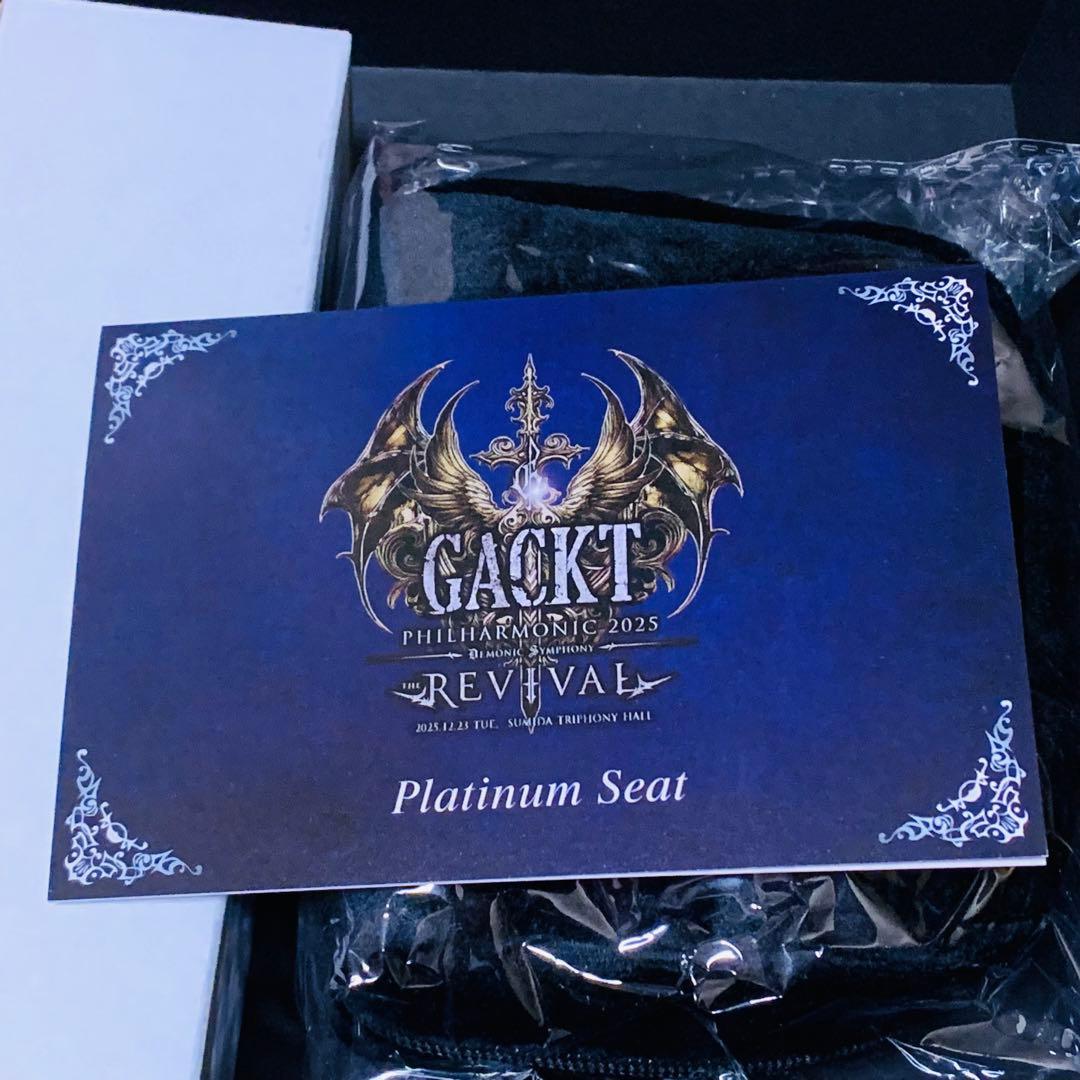 GACKT
PHILHARMONIC 2025
DEMONIC SYMPHONY
THE REVIVAL
2025.12.23 TUE. SUMIDA TRIPHONY HALL
Platinum Seat